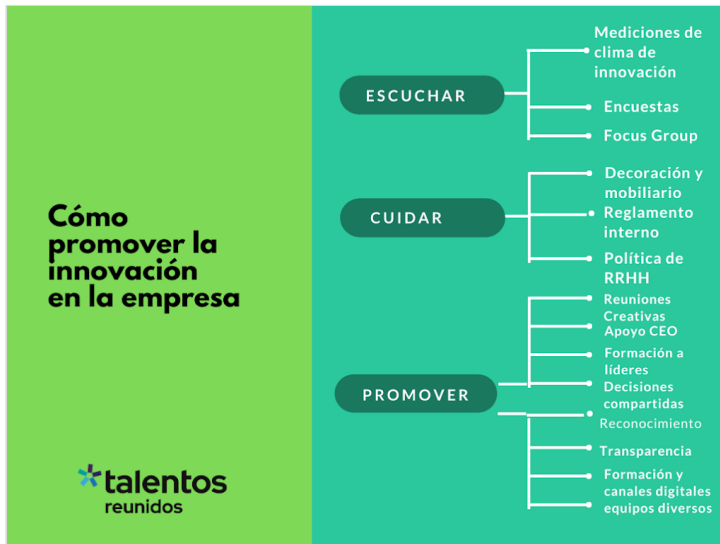 Cómo
promover la
innovación
en la empresa
talentos
reunidos
ESCUCHAR
Mediciones de
clima de
innovación
Encuestas
Focus Group
CUIDAR
Decoración y
mobiliario
Reglamento
interno
Política de
RRHH
PROMOVER
Reuniones
Creativas
Apoyo CEO
Formación a
líderes
Decisiones
compartidas
Reconocimiento
Transparencia
Formación y
canales digitales
equipos diversos